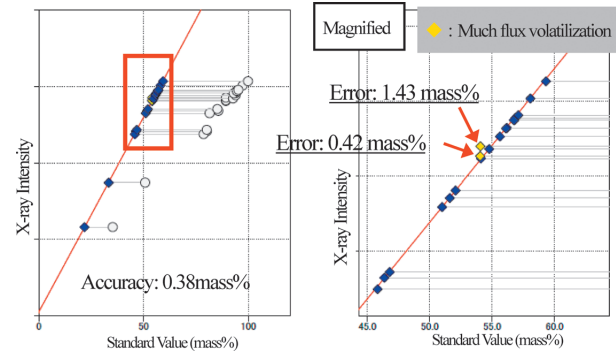 Magnified
: Much flux volatilization
Error: 1.43 mass%
Error: 0.42 mass%
X-ray Intensity
X-ray Intensity
Accuracy: 0.38mass%
0
50
100
45.0
50.0
55.0
60.0
Standard Value (mass%)
Standard Value (mass%)